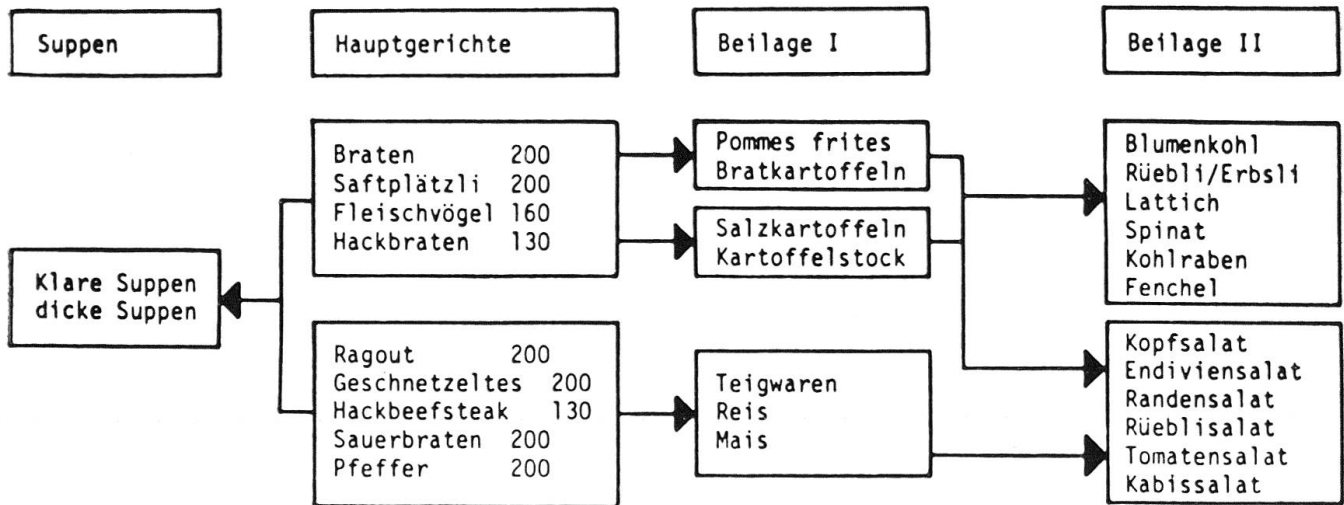 Suppen
Hauptgerichte
Beilage I
Beilage II
Klare Suppen
dicke Suppen
Braten 200
Saftplätzli 200
Fleischvögel 160
Hackbraten 130
Ragout 200
Geschnetzeltes 200
Hackbeefsteak 130
Sauerbraten 200
Pfeffer 200
Pommes frites
Bratkartoffeln
Salzkartoffeln
Kartoffelstock
Teigwaren
Reis
Mais
Blumenkohl
Rüebli/Erbsli
Lattich
Spinat
Kohlraben
Fenchel
Kopfsalat
Endiviensalat
Randensalat
Rüeblisalat
Tomatensalat
Kabissalat